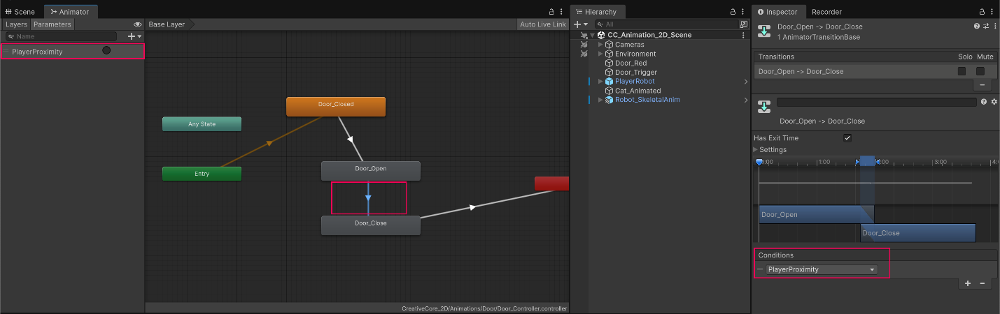 Scene
Animator
Layers
Parameters
Name
PlayerProximity
Base Layer
Auto Live Link
Door_Closed
Any State
Door_Open
Entry
Door_Close
CreativeCore_2D/Animations/Door/Door_Controller.controller
Hierarchy
All
CC_Animation_2D_Scene
Cameras
Environment
Door_Red
Door_Trigger
PlayerRobot
Cat_Animated
Robot_SkeletalAnim
Inspector
Recorder
Door_Open -> Door_Close
1 AnimatorTransitionBase
Transitions
Solo Mute
Door_Open -> Door_Close
Door_Open -> Door_Close
Has Exit Time
Settings
0:00 1:00 2:00 3:00
Door_Open
Door_Close
Conditions
PlayerProximity